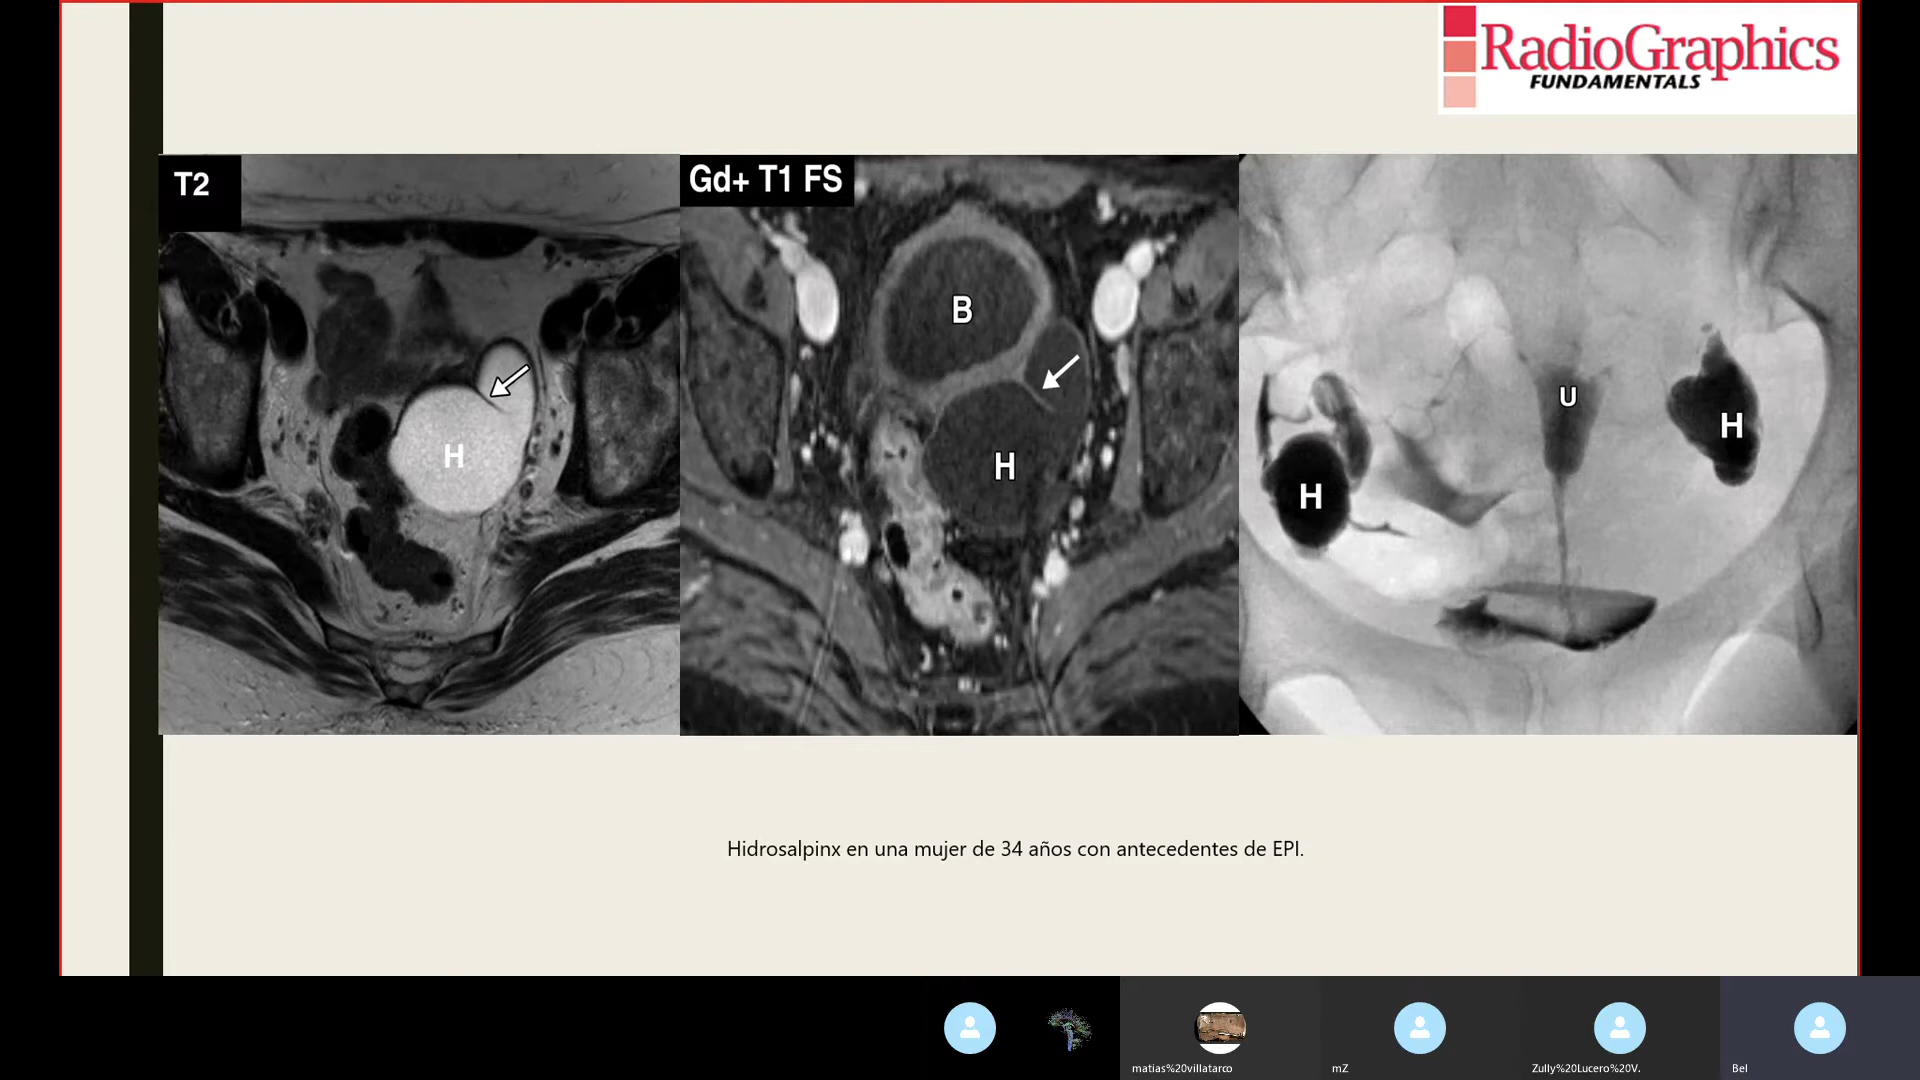 RadioGraphics
FUNDAMENTALS
T2
Gd+ T1 FS
B
H
H
U
H
H
Hidrosalpinx en una mujer de 34 años con antecedentes de EPI.
matias%20villatarco
mZ
Zully%20Lucero%20V.
Bel